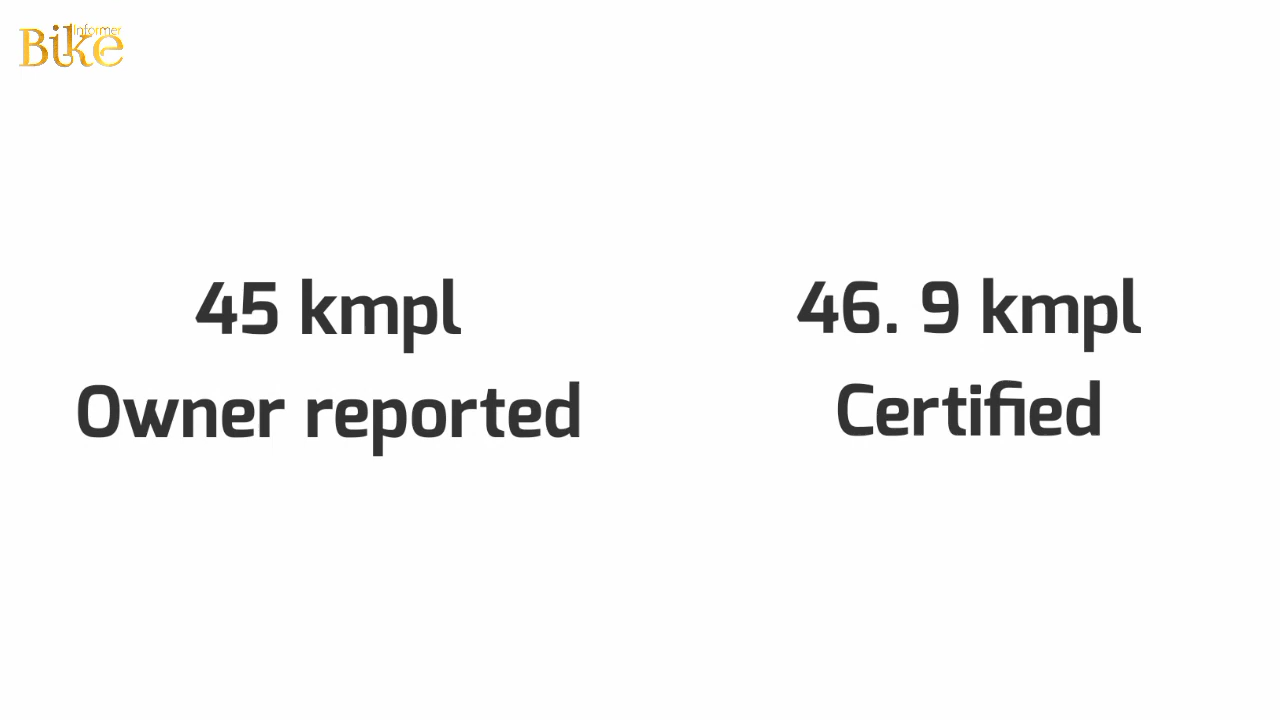 Bike Informer
45 kmpl
Owner reported
46. 9 kmpl
Certified